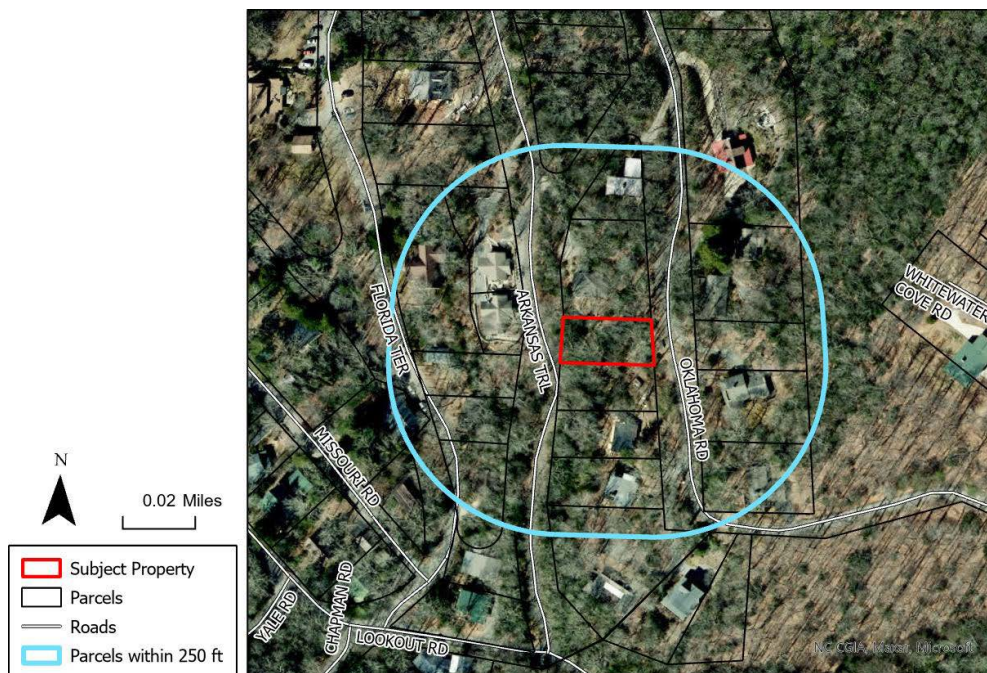 FLORIDA TER
ARKANSAS TRL
OKLAHOMA RD
WHITEWATER
COVE RD
MISSOURI RD
YALE RD
CHAPMAN RD
LOOKOUT RD
N
0.02 Miles
Subject Property
Parcels
Roads
Parcels within 250 ft
NC CGIA, Maxar, Microsoft